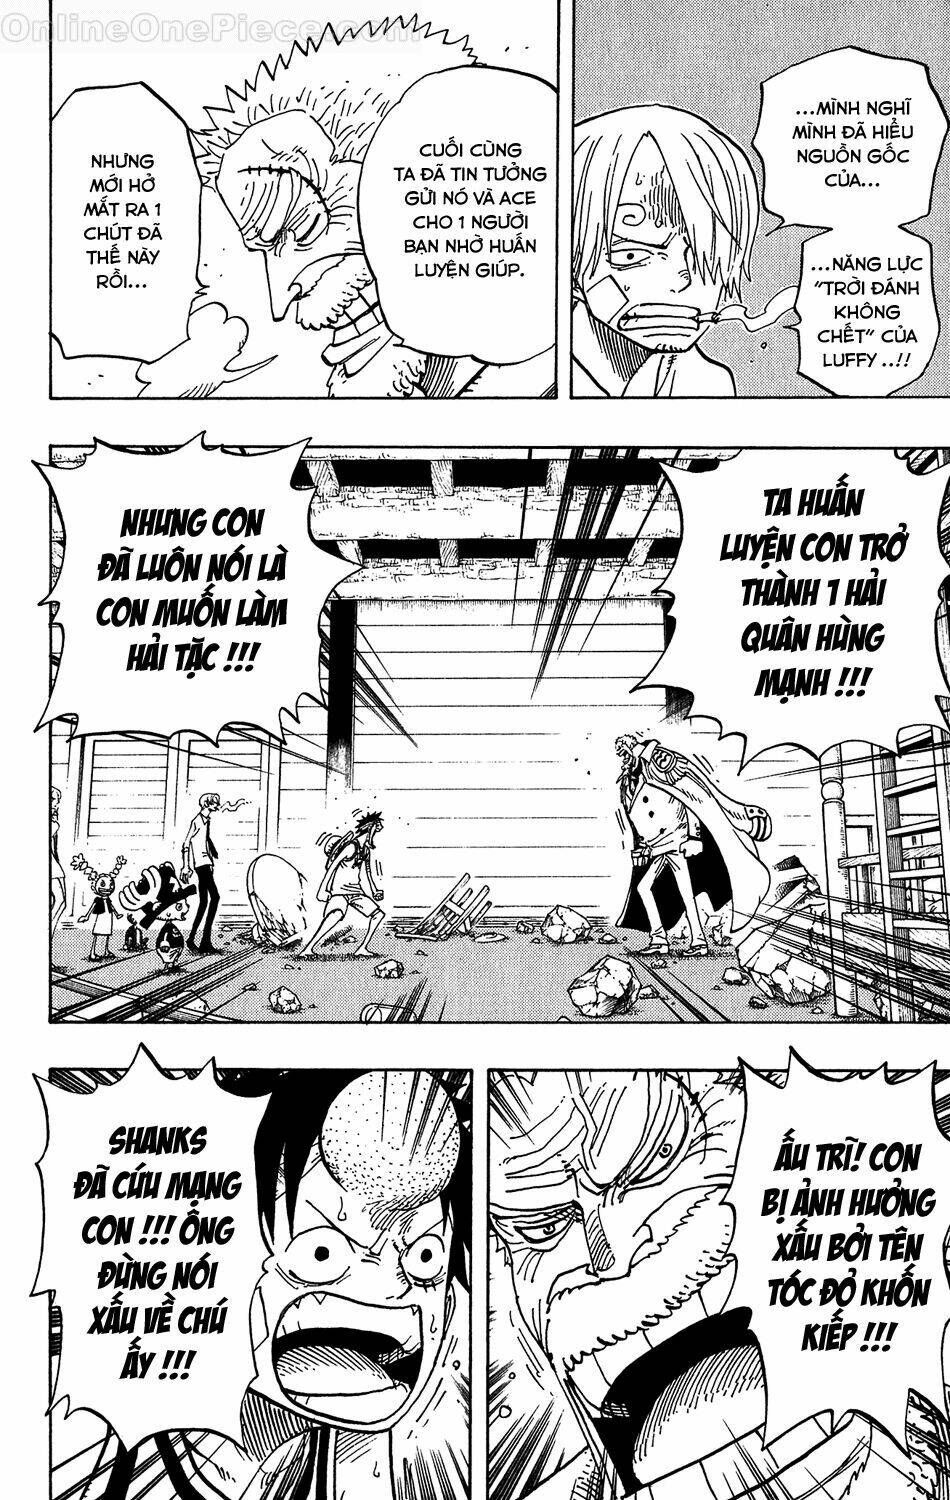 OnlineOnePiece.com
...MÌNH NGHĨ
MÌNH ĐÃ HIỂU
NGUỒN GỐC
CỦA...
...NĂNG LỰC
"TRỜI ĐÁNH
KHÔNG
CHẾT" CỦA
LUFFY ..!!
CUỐI CÙNG
TA ĐÃ TIN TƯỞNG
GỬI NÓ VÀ ACE
CHO 1 NGƯỜI
BẠN NHỜ HUẤN
LUYỆN GIÚP.
NHƯNG
MỚI HỞ
MẮT RA 1
CHÚT ĐÃ
THẾ NÀY
RỒI...
TA HUẤN
LUYỆN CON TRỞ
THÀNH 1 HẢI
QUÂN HÙNG
MẠNH !!!
NHƯNG CON
ĐÃ LUÔN NÓI LÀ
CON MUỐN LÀM
HẢI TẶC !!!
ẤU TRÌ! CON
BỊ ẢNH HƯỞNG
XẤU BỞI TÊN
TÓC ĐỎ KHỐN
KIẾP !!!
SHANKS
ĐÃ CỨU MẠNG
CON !!! ÔNG
ĐỪNG NÓI
XẤU VỀ CHÚ
ẤY !!!